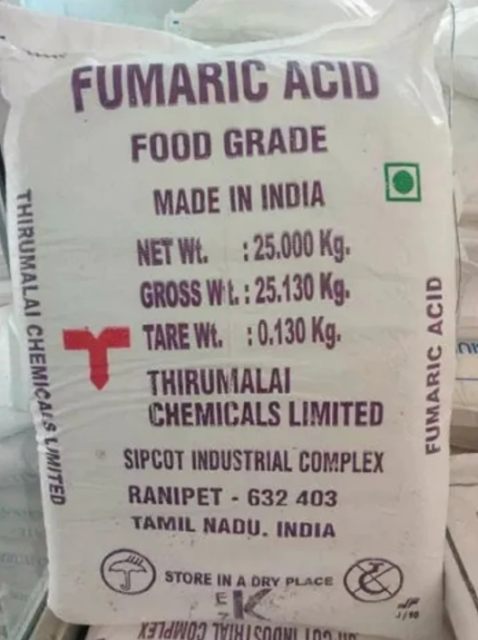 FUMARIC ACID
FOOD GRADE
MADE IN INDIA
NET Wt. : 25.000 Kg.
GROSS Wt. : 25.130 Kg.
TARE Wt. : 0.130 Kg.
THIRUMALAI
CHEMICALS LIMITED
SIPCOT INDUSTRIAL COMPLEX
RANIPET - 632 403
TAMIL NADU. INDIA
STORE IN A DRY PLACE
K
THIRUMALAI CHEMICALS LIMITED
FUMARIC ACID
INDUSTRIAL COMPLEX